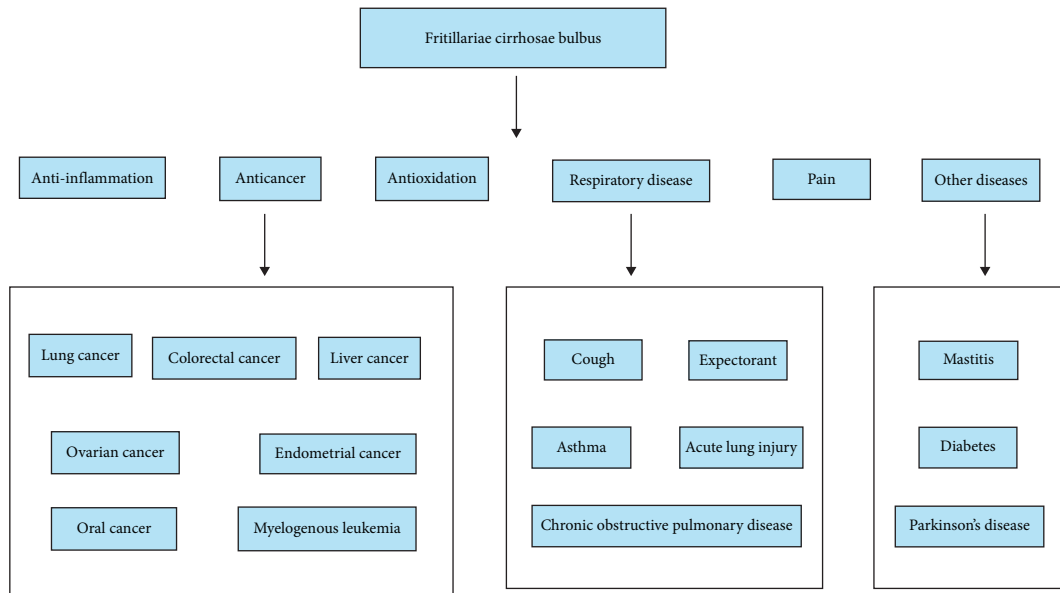 Fritillariae cirrhosae bulbus
Anti-inflammation
Anticancer
Antioxidation
Respiratory disease
Pain
Other diseases
Lung cancer
Colorectal cancer
Liver cancer
Ovarian cancer
Endometrial cancer
Oral cancer
Myelogenous leukemia
Cough
Expectorant
Asthma
Acute lung injury
Chronic obstructive pulmonary disease
Mastitis
Diabetes
Parkinson's disease